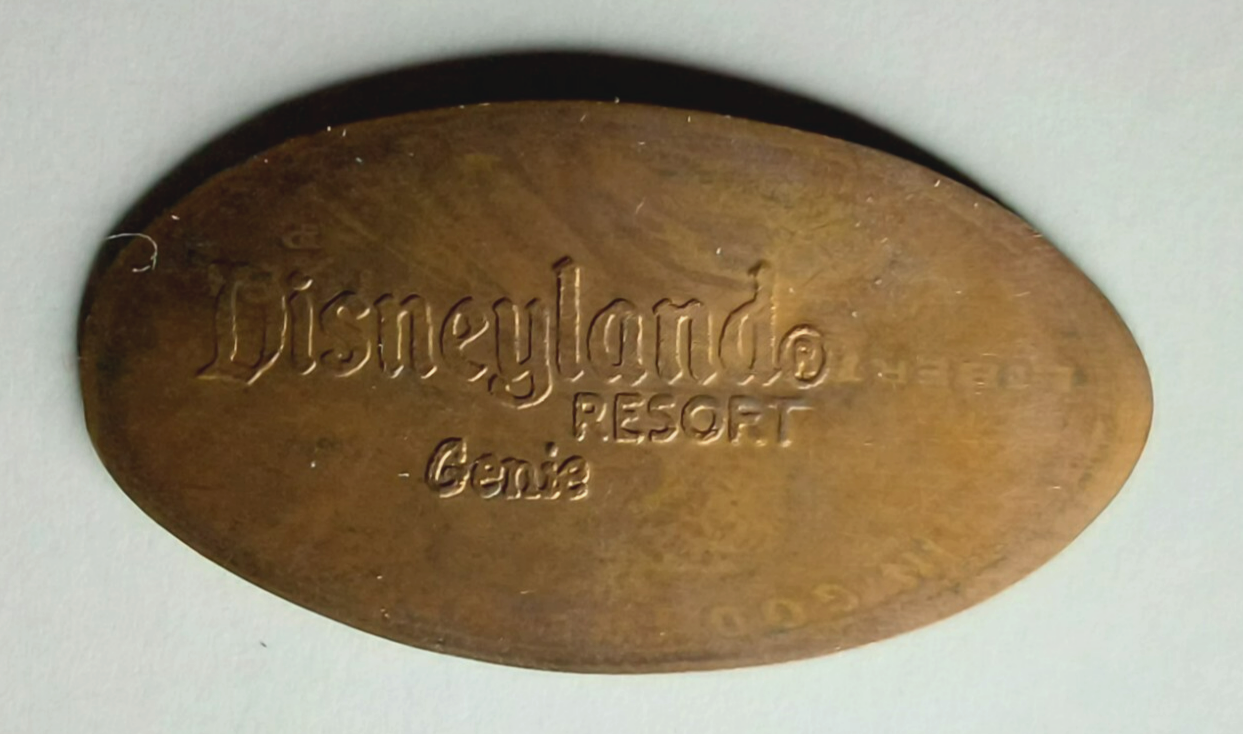 Disneyland®
RESORT
Genie
LIBERTY
IN GOD